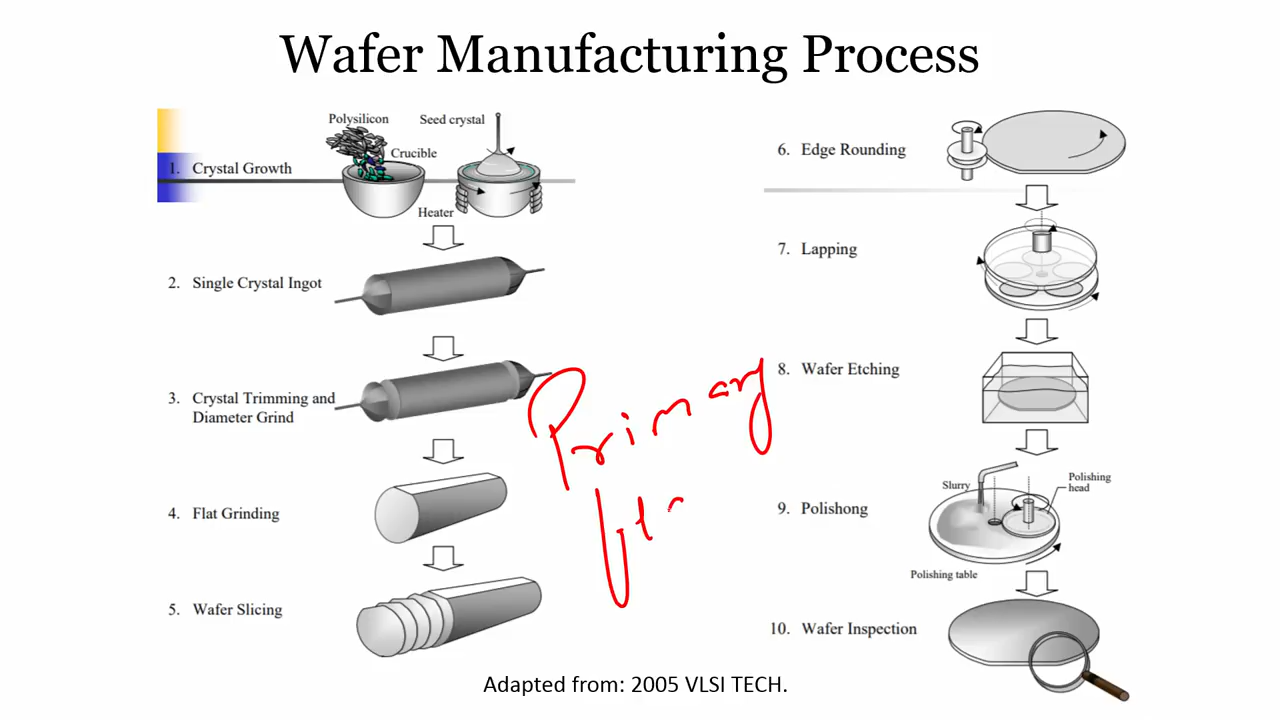 Wafer Manufacturing Process
Polysilicon
Seed crystal
Crucible
1. Crystal Growth
Heater
2. Single Crystal Ingot
3. Crystal Trimming and
Diameter Grind
4. Flat Grinding
5. Wafer Slicing
Primary
6. Edge Rounding
7. Lapping
8. Wafer Etching
Slurry
Polishing
head
9. Polishong
Polishing table
10. Wafer Inspection
Adapted from: 2005 VLSI TECH.